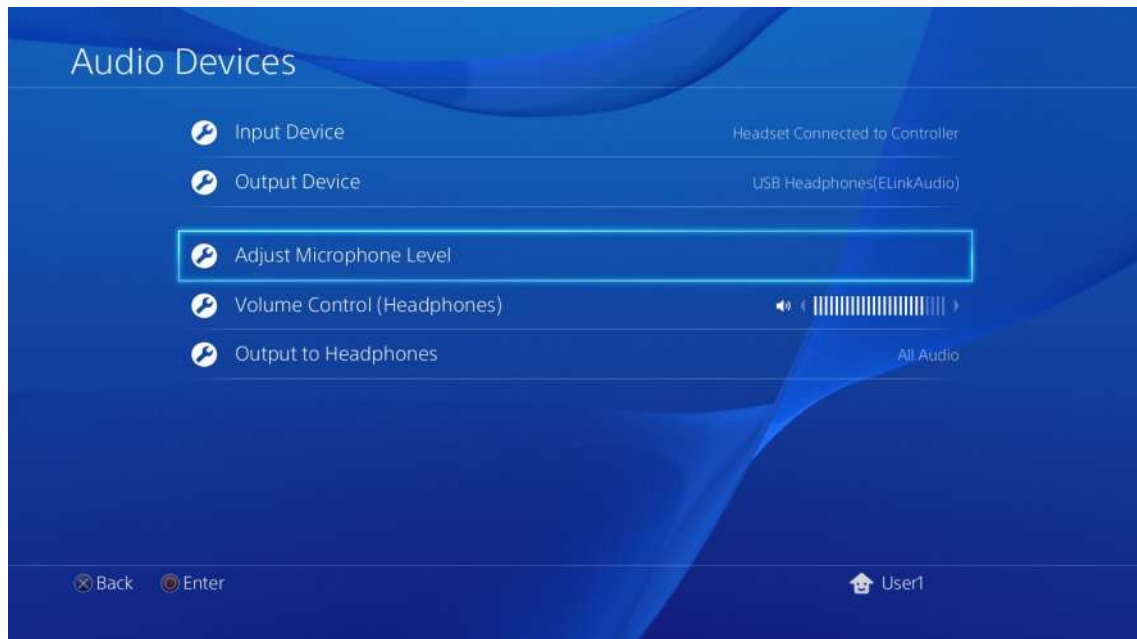 Audio Devices
Input Device Headset Connected to Controller
Output Device USB Headphones(ELinkAudio)
Adjust Microphone Level
Volume Control (Headphones)
Output to Headphones All Audio
Back Enter User1